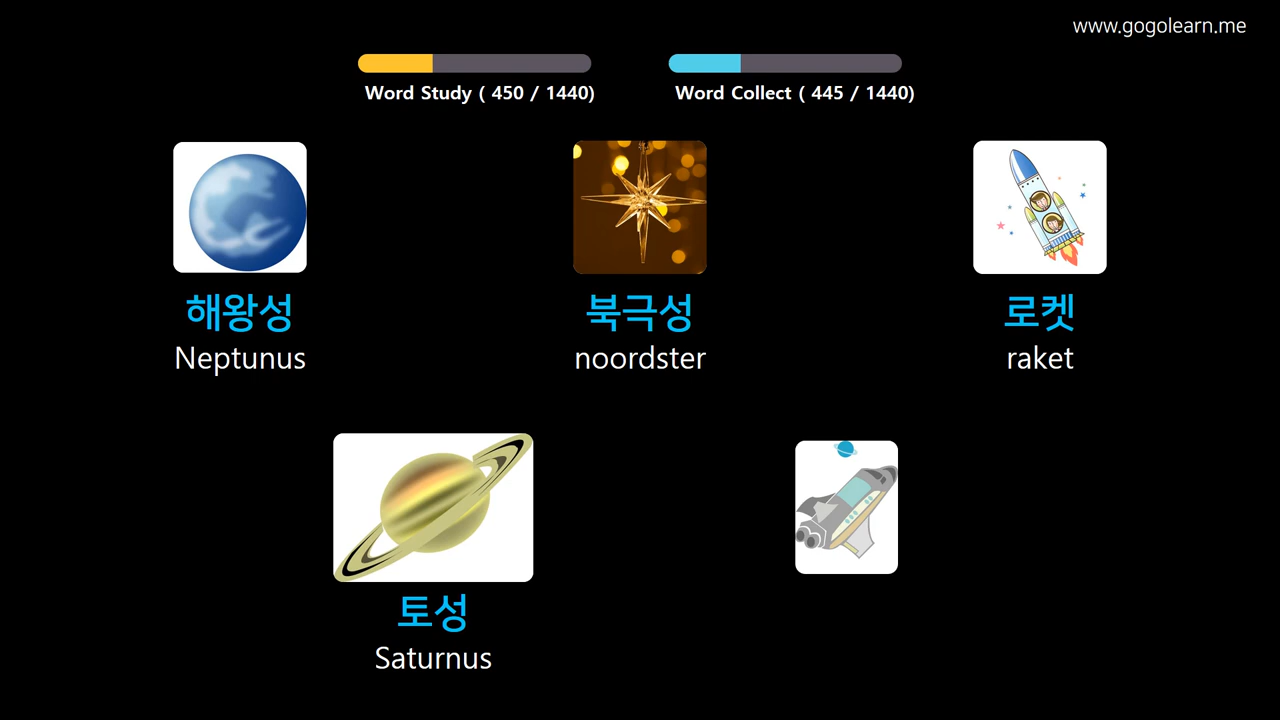 www.gogolearn.me
Word Study ( 450 / 1440)
Word Collect ( 445 / 1440)
해왕성
Neptunus
북극성
noordster
로켓
raket
토성
Saturnus